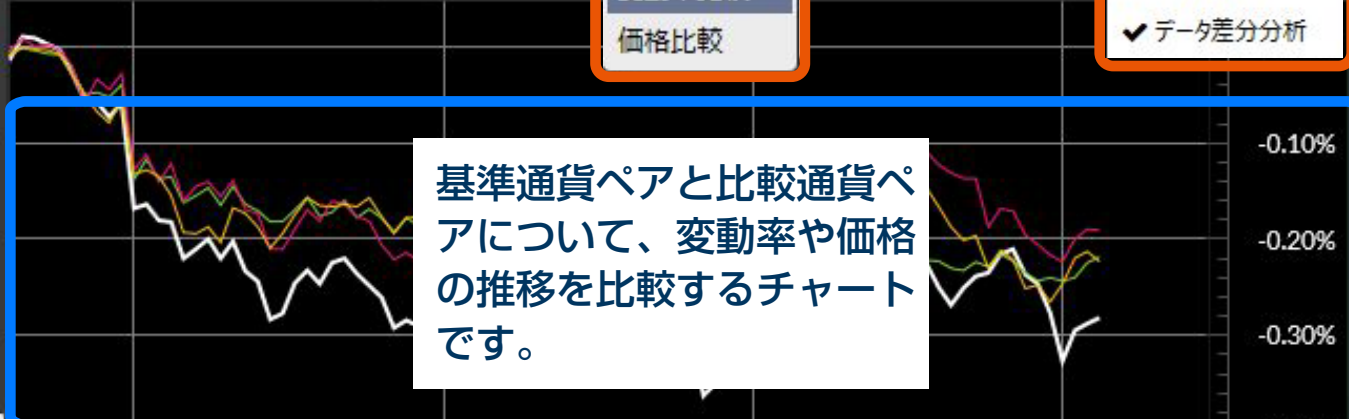 価格比較
✔データ差分分析
-0.10%
基準通貨ペアと比較通貨ペ
アについて、変動率や価格
の推移を比較するチャート
です。
-0.20%
-0.30%